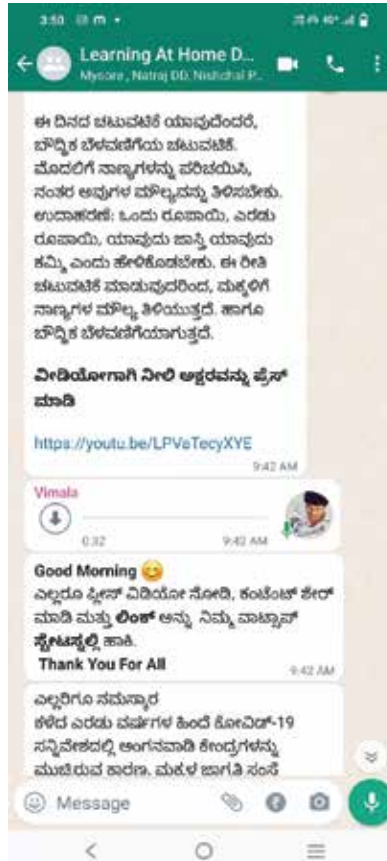 3:50
Learning At Home D...
Mysore, Natraj DD, Nishchal P...
ಈ ದಿನದ ಚಟುವಟಿಕೆ ಯಾವುದೆಂದರೆ,
ಬೌದ್ಧಿಕ ಬೆಳವಣಿಗೆಯ ಚಟುವಟಿಕೆ.
ಮೊದಲಿಗೆ ನಾಣ್ಯಗಳನ್ನು ಪರಿಚಯಿಸಿ,
ನಂತರ ಅವುಗಳ ಮೌಲ್ಯವನ್ನು ತಿಳಿಸಬೇಕು.
ಉದಾಹರಣೆ: ಒಂದು ರೂಪಾಯಿ, ಎರಡು
ರೂಪಾಯಿ, ಯಾವುದು ಜಾಸ್ತಿ ಯಾವುದು
ಕಮ್ಮಿ ಎಂದು ಹೇಳಿಕೊಡಬೇಕು. ಈ ರೀತಿ
ಚಟುವಟಿಕೆ ಮಾಡುವುದರಿಂದ, ಮಕ್ಕಳಿಗೆ
ನಾಣ್ಯಗಳ ಮೌಲ್ಯ ತಿಳಿಯುತ್ತದೆ. ಹಾಗೂ
ಬೌದ್ಧಿಕ ಬೆಳವಣಿಗೆಯಾಗುತ್ತದೆ.
ವೀಡಿಯೋಗಾಗಿ ನೀಲಿ ಅಕ್ಷರವನ್ನು ಪ್ರೆಸ್
ಮಾಡಿ
https://youtu.be/LPVaTecyXYE
9:42 AM
Vimala
0:32 9:42 AM
Good Morning 😊
ಎಲ್ಲರೂ ಪ್ಲೀಸ್ ವಿಡಿಯೋ ನೋಡಿ, ಕಂಟೆಂಟ್ ಶೇರ್
ಮಾಡಿ ಮತ್ತು ಲಿಂಕ್ ಅನ್ನು ನಿಮ್ಮ ವಾಟ್ಸಾಪ್
ಸ್ಟೇಟಸ್ನಲ್ಲಿ ಹಾಕಿ.
Thank You For All
9:42 AM
ಎಲ್ಲರಿಗೂ ನಮಸ್ಕಾರ
ಕಳೆದ ಎರಡು ವರ್ಷಗಳ ಹಿಂದೆ ಕೋವಿಡ್-19
ಸನ್ನಿವೇಶದಲ್ಲಿ ಅಂಗನವಾಡಿ ಕೇಂದ್ರಗಳನ್ನು
ಮುಚ್ಚಿರುವ ಕಾರಣ, ಮಕ್ಕಳ ಜಾಗೃತಿ ಸಂಸ್ಥೆ
Message